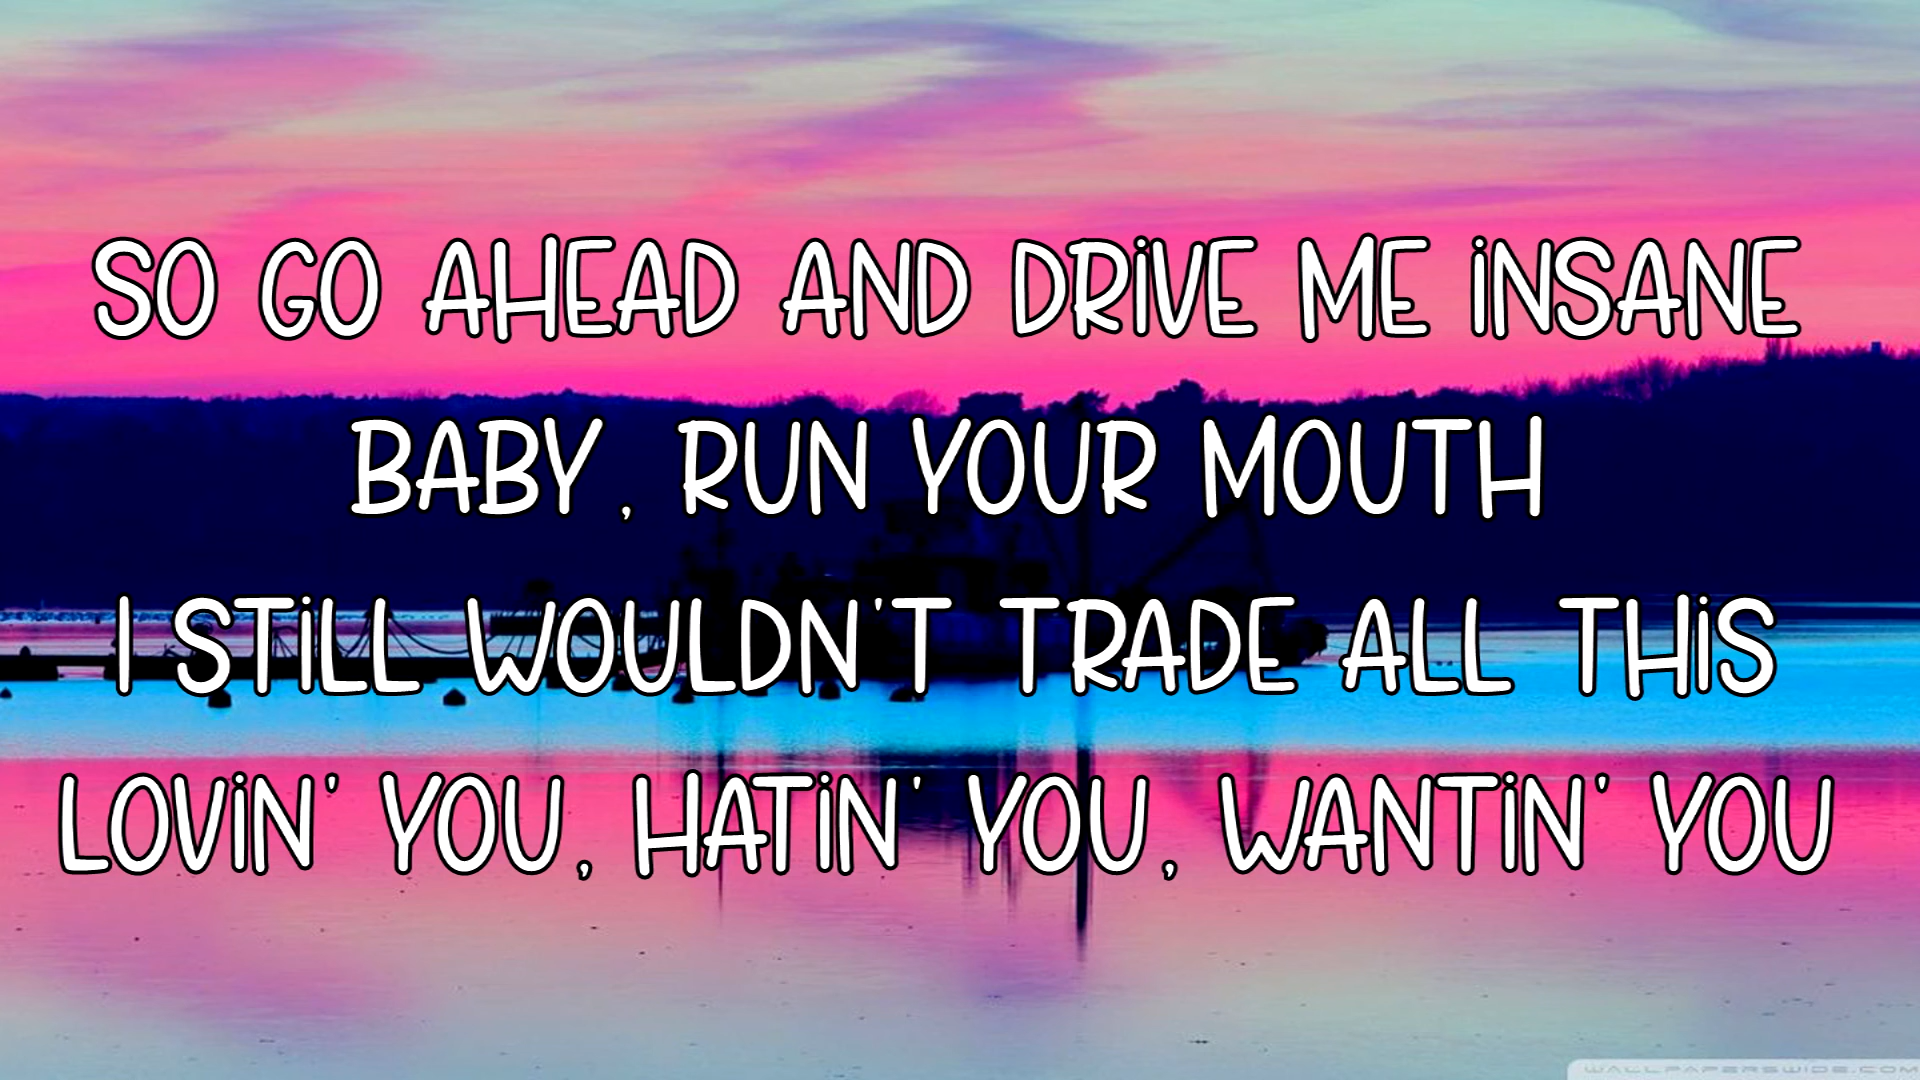 SO GO AHEAD AND DRIVE ME INSANE
BABY, RUN YOUR MOUTH
I STILL WOULDN'T TRADE ALL THIS
LOVIN' YOU, HATIN' YOU, WANTIN' YOU
WALLPAPERSWIDE.COM